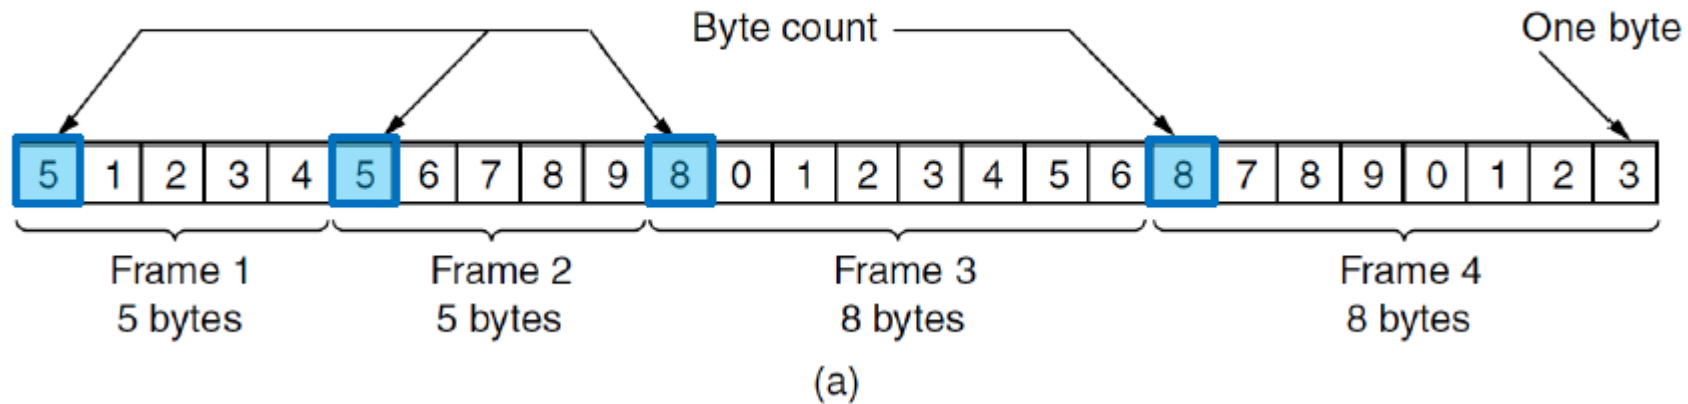 Byte count One byte
5 1 2 3 4 5 6 7 8 9 8 0 1 2 3 4 5 6 8 7 8 9 0 1 2 3
Frame 1 Frame 2 Frame 3 Frame 4
5 bytes 5 bytes 8 bytes 8 bytes
(a)